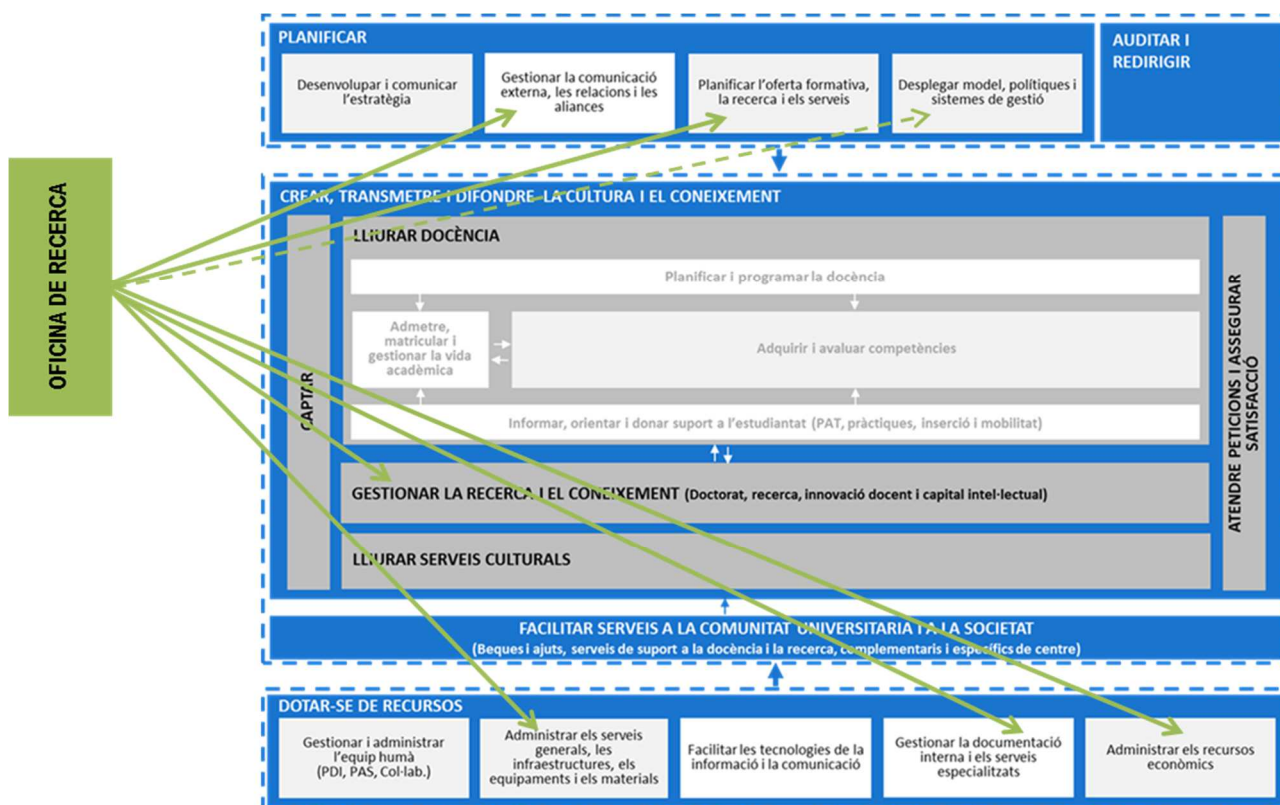 OFICINA DE RECERCA
PLANIFICAR
Desenvolupar i comunicar
l'estratègia
Gestionar la comunicació
externa, les relacions i les
aliances
Planificar l'oferta formativa,
la recerca i els serveis
Desplegar model, polítiques i
sistemes de gestió
AUDITAR I
REDIRIGIR
CREAR, TRANSMETRE I DIFONDRE LA CULTURA I EL CONEIXEMENT
CAPTAR
LLIURAR DOCÈNCIA
Planificar i programar la docència
Admetre,
matricular i
gestionar la vida
acadèmica
Adquirir i avaluar competències
Informar, orientar i donar suport a l'estudiantat (PAT, pràctiques, inserció i mobilitat)
GESTIONAR LA RECERCA I EL CONEIXEMENT (Doctorat, recerca, innovació docent i capital intel·lectual)
LLIURAR SERVEIS CULTURALS
ATENDRE PETICIONS I ASSEGURAR
SATISFACCIÓ
FACILITAR SERVEIS A LA COMUNITAT UNIVERSITARIA I A LA SOCIETAT
(Beques i ajuts, serveis de suport a la docència i la recerca, complementaris i específics de centre)
DOTAR-SE DE RECURSOS
Gestionar i administrar
l'equip humà
(PDI, PAS, Col·lab.)
Administrar els serveis
generals, les
infraestructures, els
equipaments i els materials
Facilitar les tecnologies de la
informació i la comunicació
Gestionar la documentació
interna i els serveis
especialitzats
Administrar els recursos
econòmics